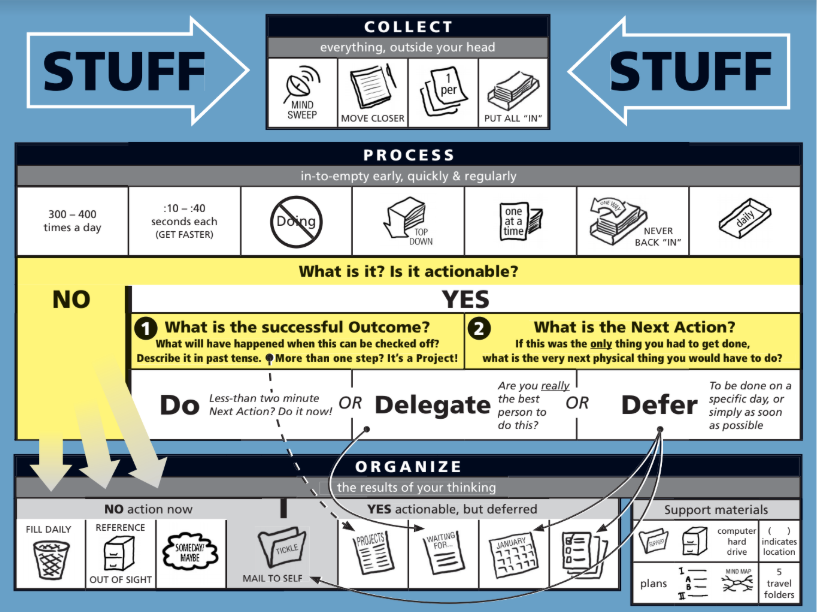 STUFF
COLLECT
everything, outside your head
MIND
SWEEP
MOVE CLOSER
1
per
PUT ALL “IN”
STUFF
PROCESS
in-to-empty early, quickly & regularly
300 – 400
times a day
:10 – :40
seconds each
(GET FASTER)
Doing
TOP
DOWN
one
at a
time
ONE WAY
NEVER
BACK “IN”
daily
What is it? Is it actionable?
NO
YES
1 What is the successful Outcome?
What will have happened when this can be checked off?
Describe it in past tense. More than one step? It’s a Project!
2 What is the Next Action?
If this was the only thing you had to get done,
what is the very next physical thing you would have to do?
Do
Less-than two minute
Next Action? Do it now!
OR
Delegate
Are you really
the best
person to
do this?
OR
Defer
To be done on a
specific day, or
simply as soon
as possible
ORGANIZE
the results of your thinking
NO action now
YES actionable, but deferred
Support materials
FILL DAILY
REFERENCE
OUT OF SIGHT
SOMEDAY/
MAYBE
TICKLE
MAIL TO SELF
PROJECTS
WAITING
FOR...
JANUARY
computer
hard
drive
( )
indicates
location
plans
I
A
B
II
MIND MAP
5
travel
folders